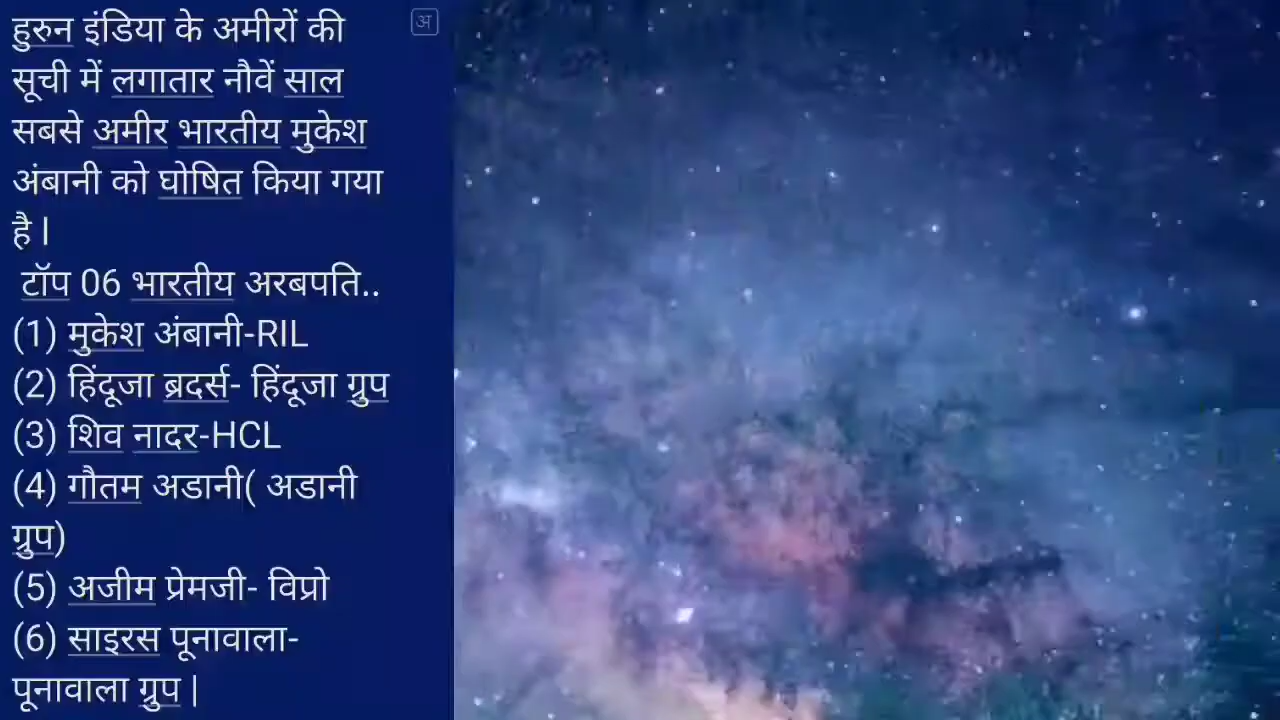 हुरुन इंडिया के अमीरों की
अ
सूची में लगातार नौवें साल
सबसे अमीर भारतीय मुकेश
अंबानी को घोषित किया गया
है l
टॉप 06 भारतीय अरबपति..
(1) मुकेश अंबानी-RIL
(2) हिंदूजा ब्रदर्स- हिंदूजा ग्रुप
(3) शिव नादर-HCL
(4) गौतम अडानी( अडानी
ग्रुप)
(5) अजीम प्रेमजी- विप्रो
(6) साइरस पूनावाला-
पूनावाला ग्रुप |